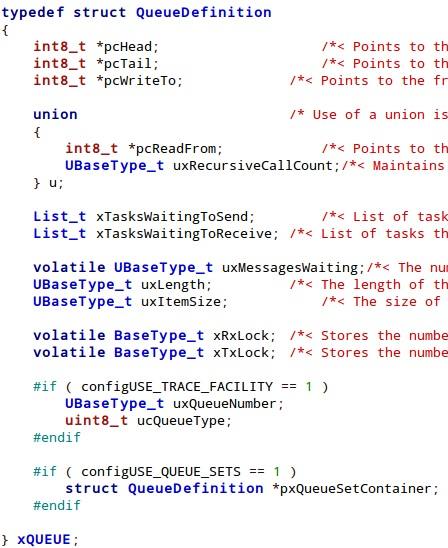 typedef struct QueueDefinition
{
    int8_t *pcHead;                     /*< Points to th
    int8_t *pcTail;                     /*< Points to th
    int8_t *pcWriteTo;              /*< Points to the fr

    union                           /* Use of a union is
    {
        int8_t *pcReadFrom;             /*< Points to th
        UBaseType_t uxRecursiveCallCount;/*< Maintains
    } u;

    List_t xTasksWaitingToSend;         /*< List of task
    List_t xTasksWaitingToReceive;  /*< List of tasks th

    volatile UBaseType_t uxMessagesWaiting;/*< The nu
    UBaseType_t uxLength;           /*< The length of th
    UBaseType_t uxItemSize;             /*< The size of

    volatile BaseType_t xRxLock;    /*< Stores the numbe
    volatile BaseType_t xTxLock;    /*< Stores the numbe

    #if ( configUSE_TRACE_FACILITY == 1 )
        UBaseType_t uxQueueNumber;
        uint8_t ucQueueType;
    #endif

    #if ( configUSE_QUEUE_SETS == 1 )
        struct QueueDefinition *pxQueueSetContainer;
    #endif

} xQUEUE;